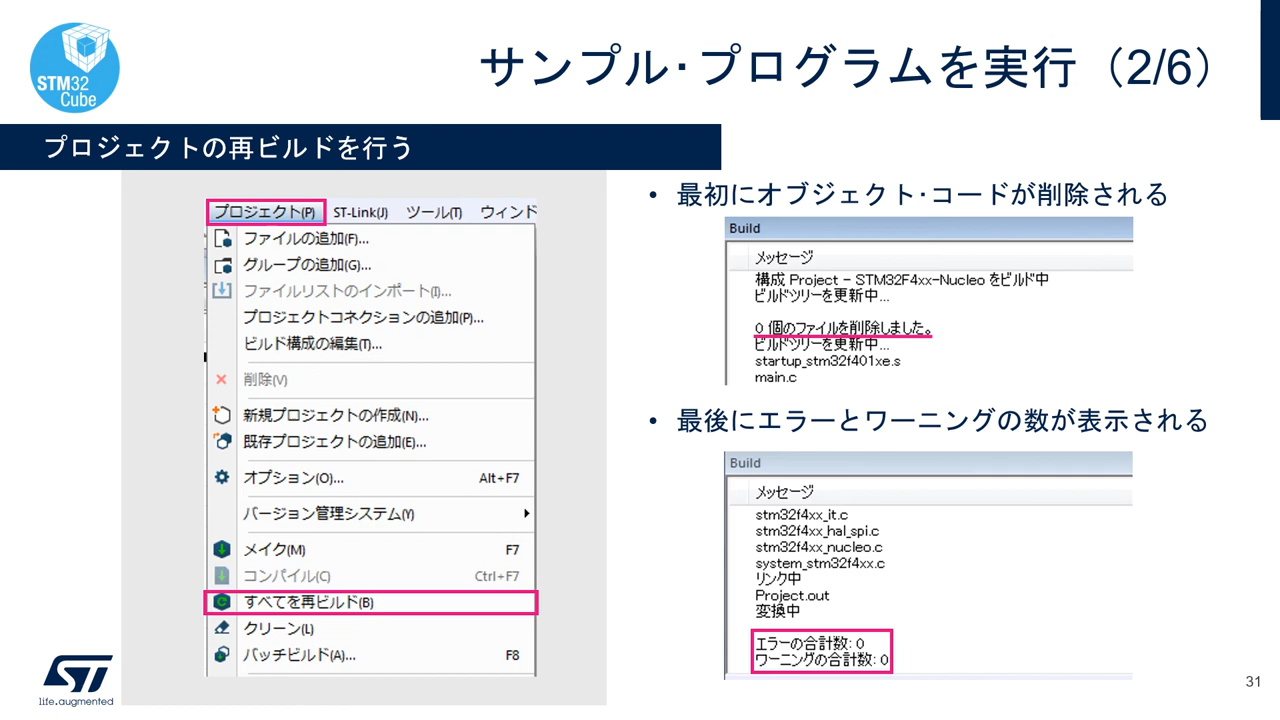 STM32
Cube
サンプル･プログラムを実行（2/6）
プロジェクトの再ビルドを行う
プロジェクト(P) ST-Link(J) ツール(T) ウィンド
ファイルの追加(F)...
グループの追加(G)...
ファイルリストのインポート(I)...
プロジェクトコネクションの追加(P)...
ビルド構成の編集(T)...
削除(V)
新規プロジェクトの作成(N)...
既存プロジェクトの追加(E)...
オプション(O)... Alt+F7
バージョン管理システム(Y)
メイク(M) F7
コンパイル(C) Ctrl+F7
すべてを再ビルド(B)
クリーン(L)
バッチビルド(A)... F8
• 最初にオブジェクト･コードが削除される
Build
メッセージ
構成 Project - STM32F4xx-Nucleo をビルド中
ビルドツリーを更新中...
0 個のファイルを削除しました。
ビルドツリーを更新中...
startup_stm32f401xe.s
main.c
• 最後にエラーとワーニングの数が表示される
Build
メッセージ
stm32f4xx_it.c
stm32f4xx_hal_spi.c
stm32f4xx_nucleo.c
system_stm32f4xx.c
リンク中
Project.out
変換中
エラーの合計数: 0
ワーニングの合計数: 0
ST
life.augmented
31